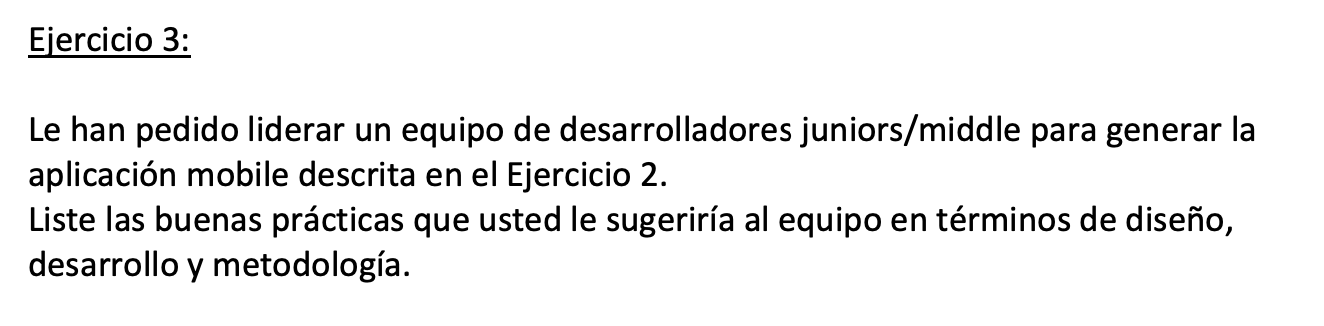 Ejercicio 3:
Le han pedido liderar un equipo de desarrolladores juniors/middle para generar la
aplicación mobile descrita en el Ejercicio 2.
Liste las buenas prácticas que usted le sugeriría al equipo en términos de diseño,
desarrollo y metodología.